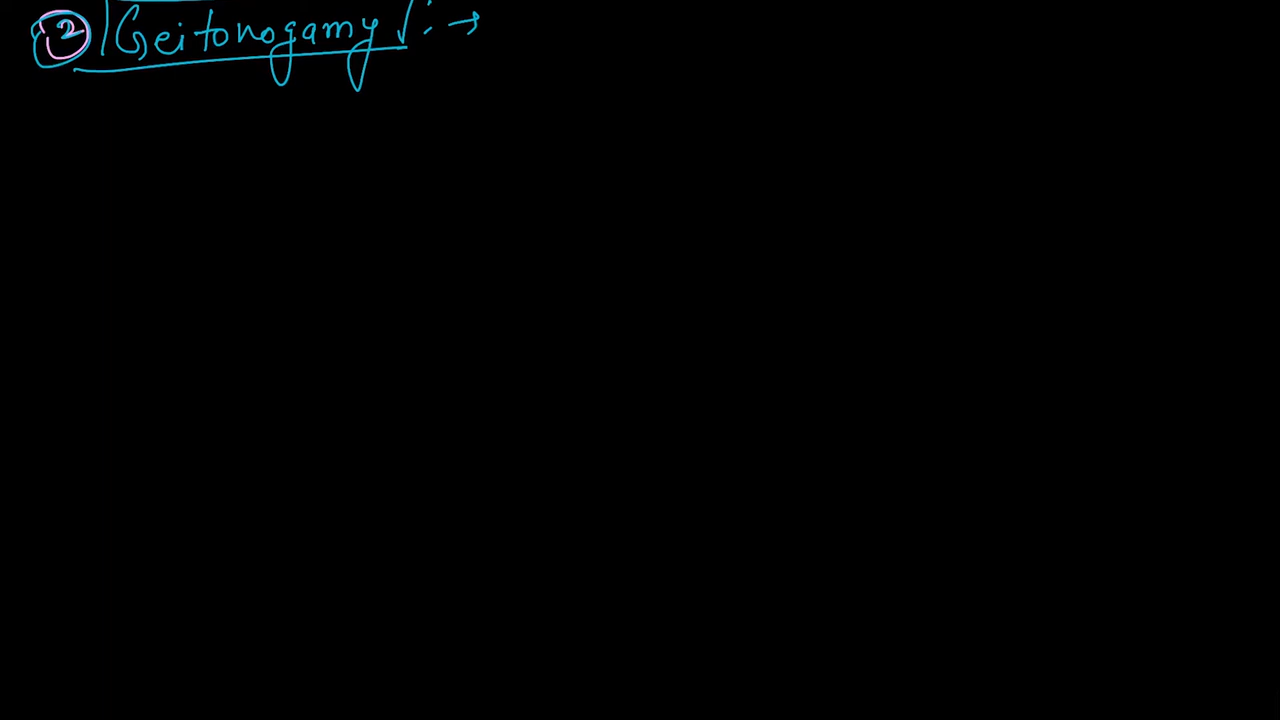 ② Geitonogamy ✓ : →